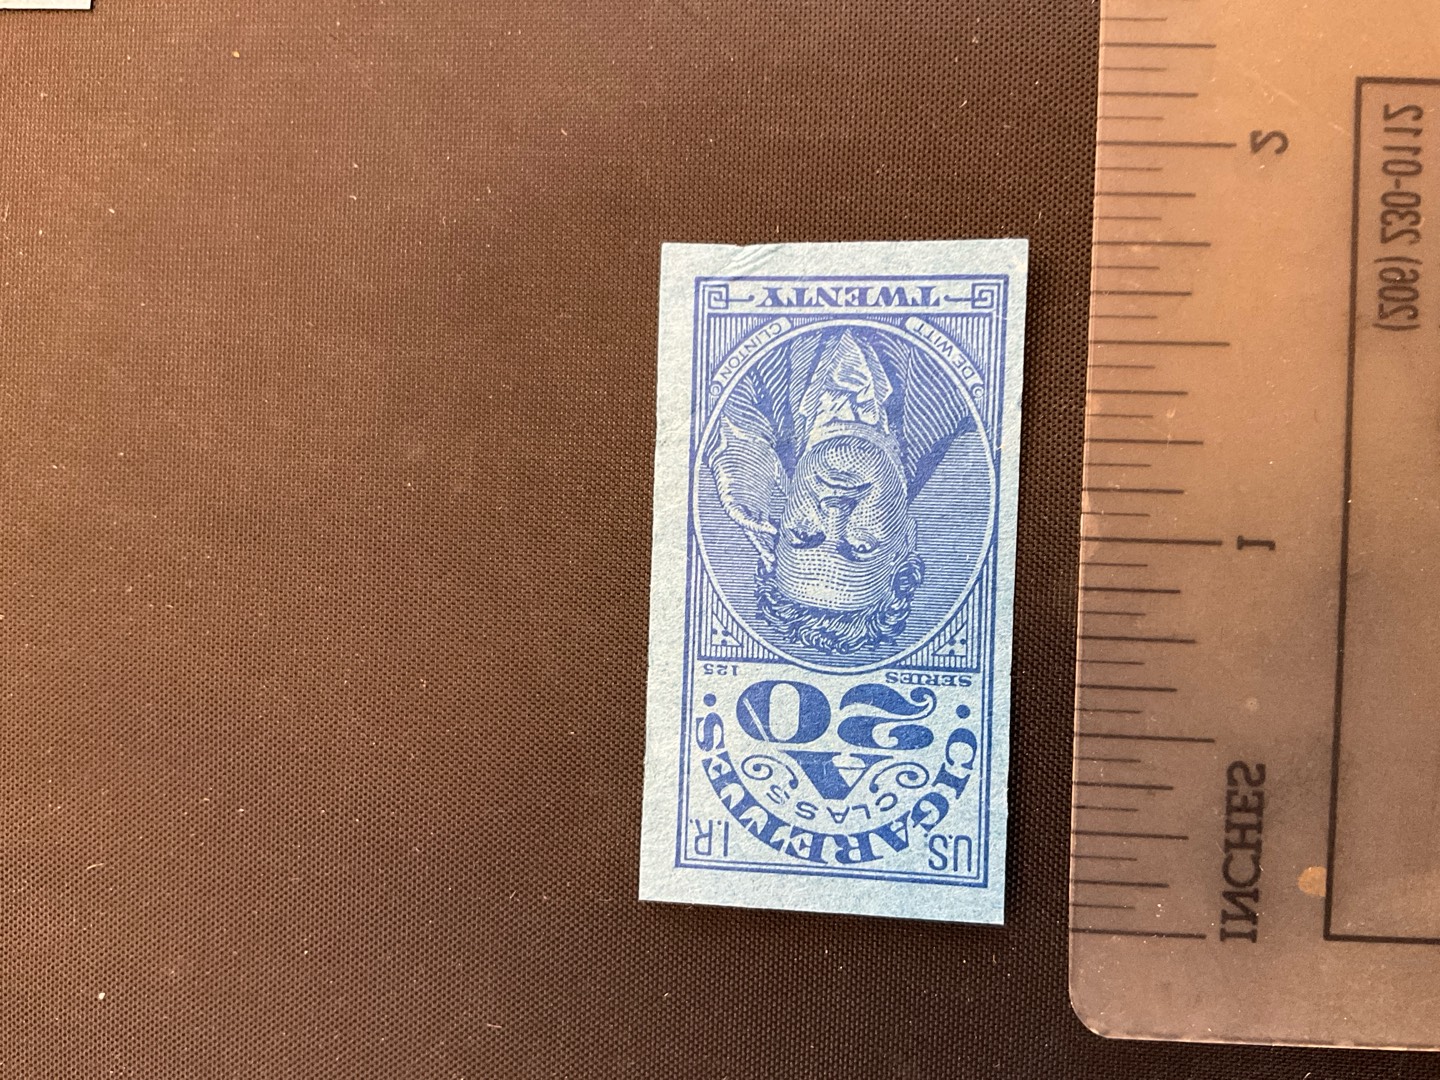 U.S. I.R.
• CIGARETTES •
CLASS
A
20
SERIES 125
DE WITT CLINTON
TWENTY
2
1
INCHES
(206) 230-0112